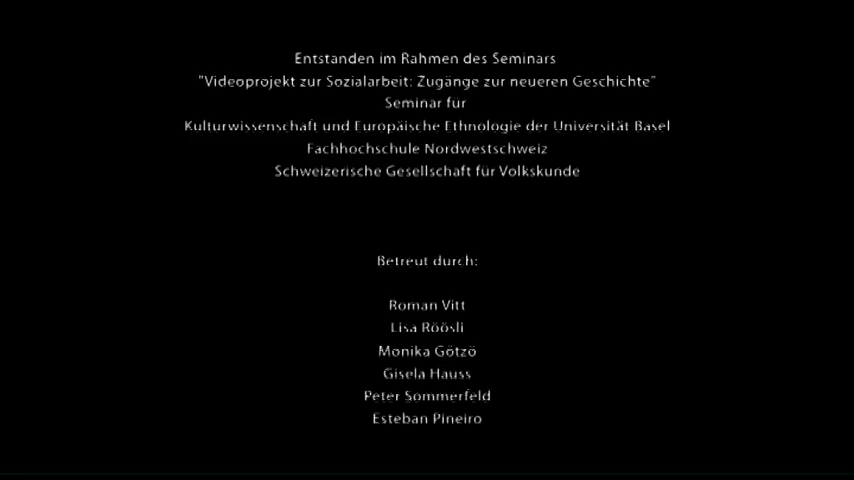 Entstanden im Rahmen des Seminars
"Videoprojekt zur Sozialarbeit: Zugänge zur neueren Geschichte"
Seminar für
Kulturwissenschaft und Europäische Ethnologie der Universität Basel
Fachhochschule Nordwestschweiz
Schweizerische Gesellschaft für Volkskunde
Betreut durch:
Roman Vitt
Lisa Röösli
Monika Götzö
Gisela Hauss
Peter Sommerfeld
Esteban Pineiro